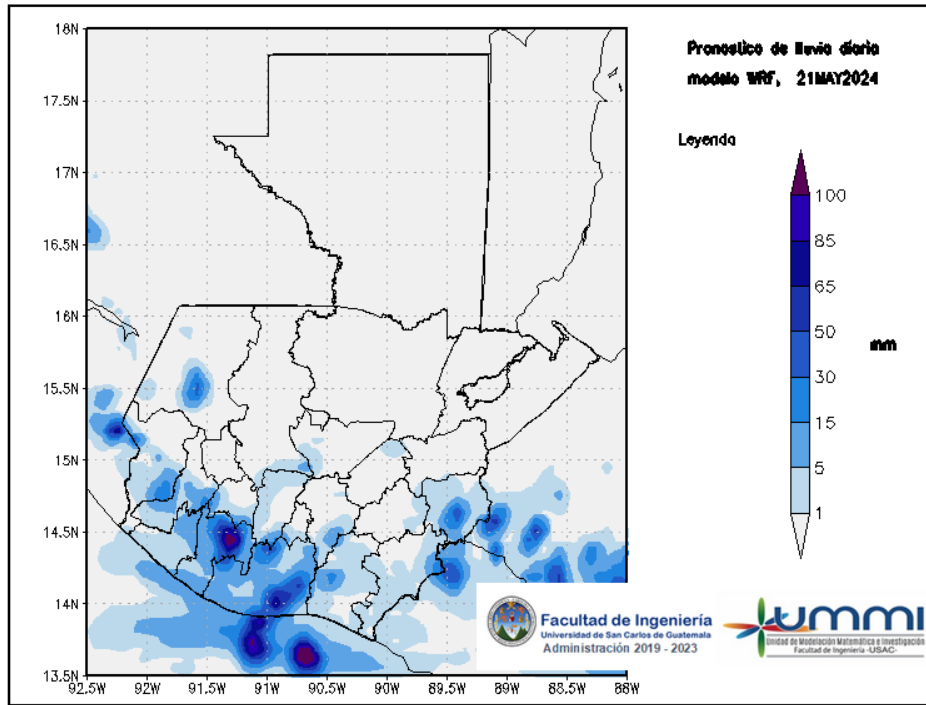 Pronostico de lluvia diaria
modelo WRF, 21MAY2024
Leyenda
100
85
65
50
30
15
5
1
mm
18N
17.5N
17N
16.5N
16N
15.5N
15N
14.5N
14N
13.5N
92.5W 92W 91.5W 91W 90.5W 90W 89.5W 89W 88.5W 88W
Facultad de Ingeniería
Universidad de San Carlos de Guatemala
Administración 2019 - 2023
ummi
Unidad de Modelación Matemática e Investigación
Facultad de Ingeniería -USAC-